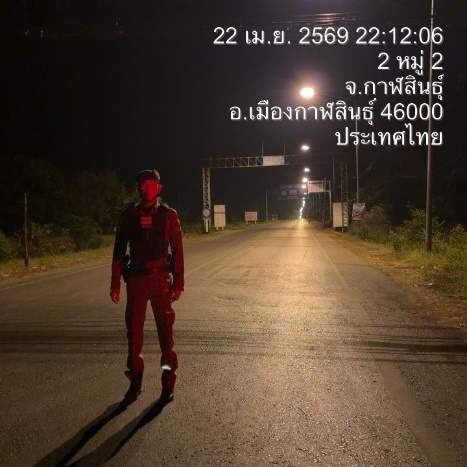 22 เม.ย. 2569 22:12:06
2 หมู่ 2
จ.กาฬสินธุ์
อ.เมืองกาฬสินธุ์ 46000
ประเทศไทย